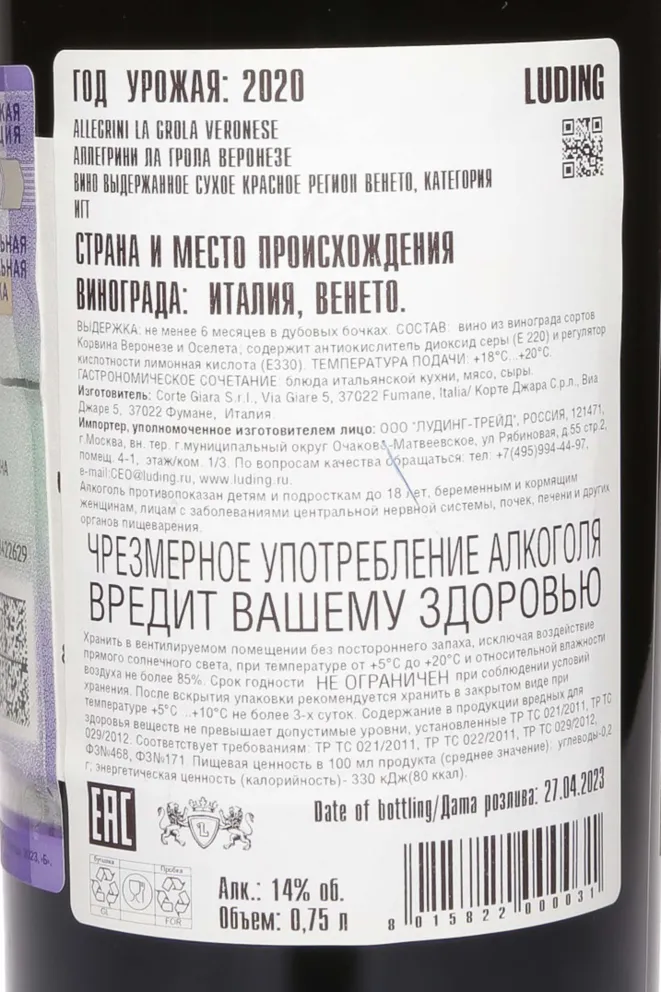 ГОД УРОЖАЯ: 2020
LUDING
ALLEGRINI LA GROLA VERONESE
АЛЛЕГРИНИ ЛА ГРОЛА ВЕРОНЕЗЕ
ВИНО ВЫДЕРЖАННОЕ СУХОЕ КРАСНОЕ РЕГИОН ВЕНЕТО, КАТЕГОРИЯ
ИГТ
СТРАНА И МЕСТО ПРОИСХОЖДЕНИЯ
ВИНОГРАДА: ИТАЛИЯ, ВЕНЕТО.
ВЫДЕРЖКА: не менее 6 месяцев в дубовых бочках. СОСТАВ: вино из винограда сортов
Корвина Веронезе и Оселета, содержит антиокислитель диоксид серы (Е 220) и регулятор
кислотности лимонная кислота (Е330). ТЕМПЕРАТУРА ПОДАЧИ: +18°С...+20°С.
ГАСТРОНОМИЧЕСКОЕ СОЧЕТАНИЕ: блюда итальянской кухни, мясо, сыры.
Изготовитель: Corte Giara S.r.l., Via Giare 5, 37022 Fumane, Italia/ Корте Джара С.р.л., Виа
Джаре 5, 37022 Фумане, Италия.
Импортер, уполномоченное изготовителем лицо: ООО "ЛУДИНГ-ТРЕЙД", РОССИЯ, 121471,
г.Москва, вн. тер. г.муниципальный округ Очаково-Матвеевское, ул Рябиновая, д.55 стр.2,
помещ. 4-1, этаж/ком. 1/3. По вопросам качества обращаться: тел: +7(495)994-44-97,
e-mail:CEO@luding.ru, www.luding.ru.
Алкоголь противопоказан детям и подросткам до 18 лет, беременным и кормящим
женщинам, лицам с заболеваниями центральной нервной системы, почек, печени и других
органов пищеварения.
ЧРЕЗМЕРНОЕ УПОТРЕБЛЕНИЕ АЛКОГОЛЯ
ВРЕДИТ ВАШЕМУ ЗДОРОВЬЮ
Хранить в вентилируемом помещении без постороннего запаха, исключая воздействие
прямого солнечного света, при температуре от +5°С до +20°С и относительной влажности
воздуха не более 85%. Срок годности НЕ ОГРАНИЧЕН при соблюдении условий
хранения. После вскрытия упаковки рекомендуется хранить в закрытом виде при
температуре +5°С ...+10°С не более 3-х суток. Содержание в продукции вредных для
здоровья веществ не превышает допустимые уровни, установленные ТР ТС 021/2011, ТР ТС
029/2012. Соответствует требованиям: ТР ТС 021/2011, ТР ТС 022/2011, ТР ТС 029/2012,
ФЗ№468, ФЗ№171 Пищевая ценность в 100 мл продукта (среднее значение): углеводы-0,2
г, энергетическая ценность (калорийность)- 330 кДж(80 ккал).
EAC
L
Date of bottling/Дата розлива: 27.04.2023
Бутылка
Пробка
GL
FOR
Алк.: 14% об.
Объем: 0,75 л
8 015822 000031